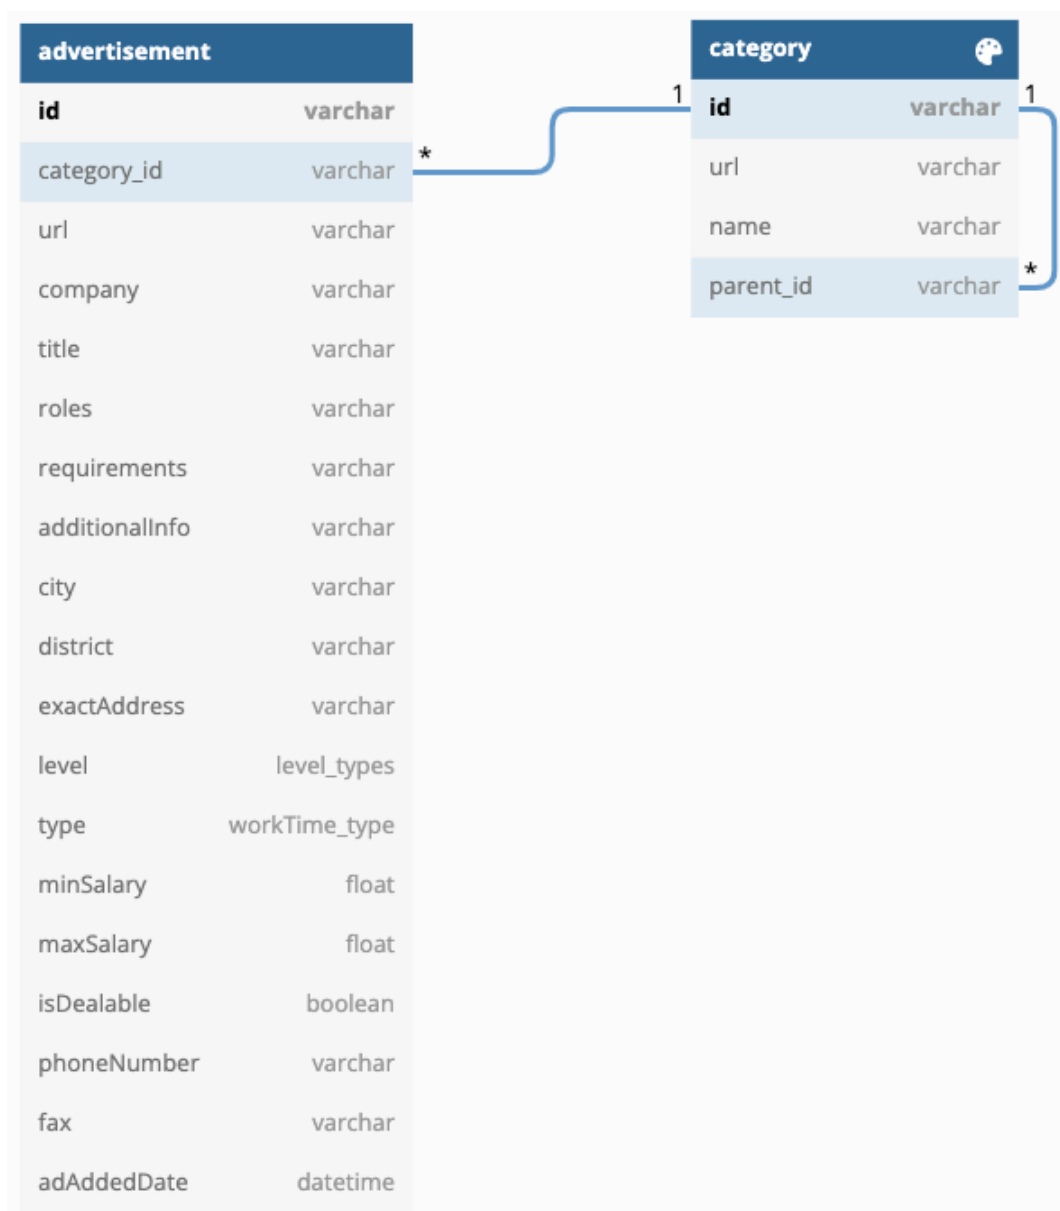 advertisement
id varchar
category_id varchar
url varchar
company varchar
title varchar
roles varchar
requirements varchar
additionalInfo varchar
city varchar
district varchar
exactAddress varchar
level level_types
type workTime_type
minSalary float
maxSalary float
isDealable boolean
phoneNumber varchar
fax varchar
adAddedDate datetime
*
1
category
id varchar
url varchar
name varchar
parent_id varchar
1
*